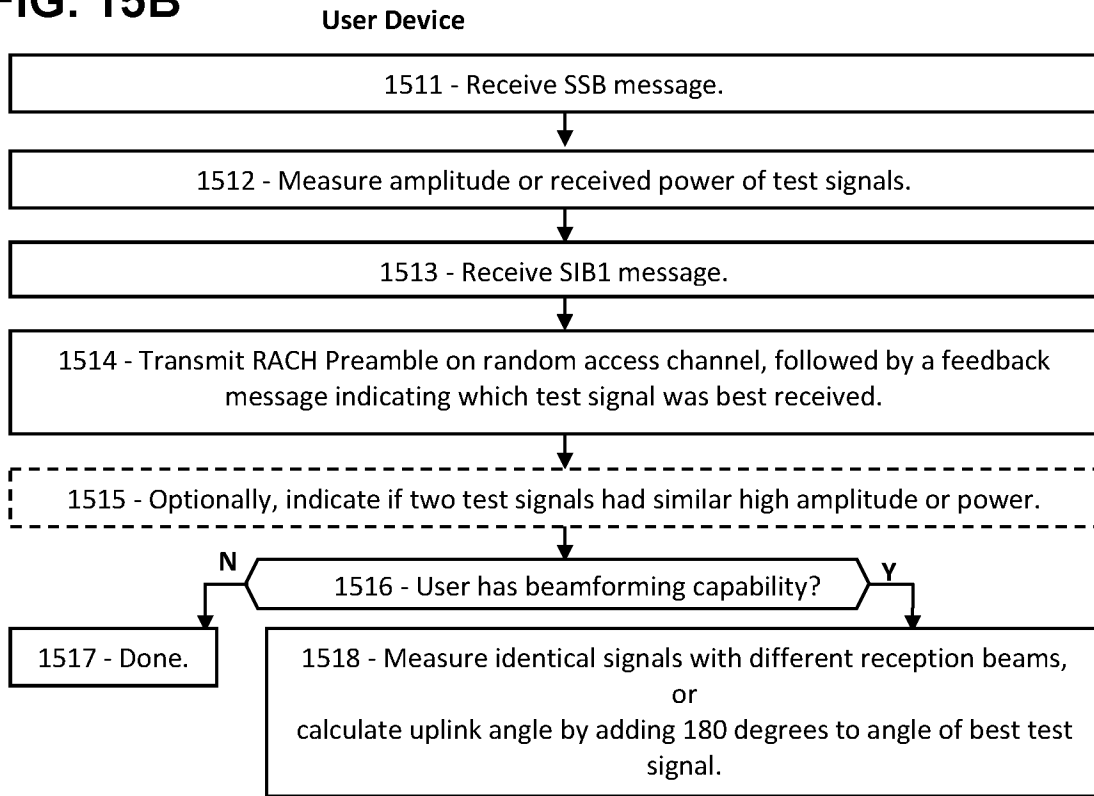 FIG. 15B
User Device
1511 - Receive SSB message.
1512 - Measure amplitude or received power of test signals.
1513 - Receive SIB1 message.
1514 - Transmit RACH Preamble on random access channel, followed by a feedback
message indicating which test signal was best received.
1515 - Optionally, indicate if two test signals had similar high amplitude or power.
N
1516 - User has beamforming capability?
Y
1517 - Done.
1518 - Measure identical signals with different reception beams,
or
calculate uplink angle by adding 180 degrees to angle of best test
signal.